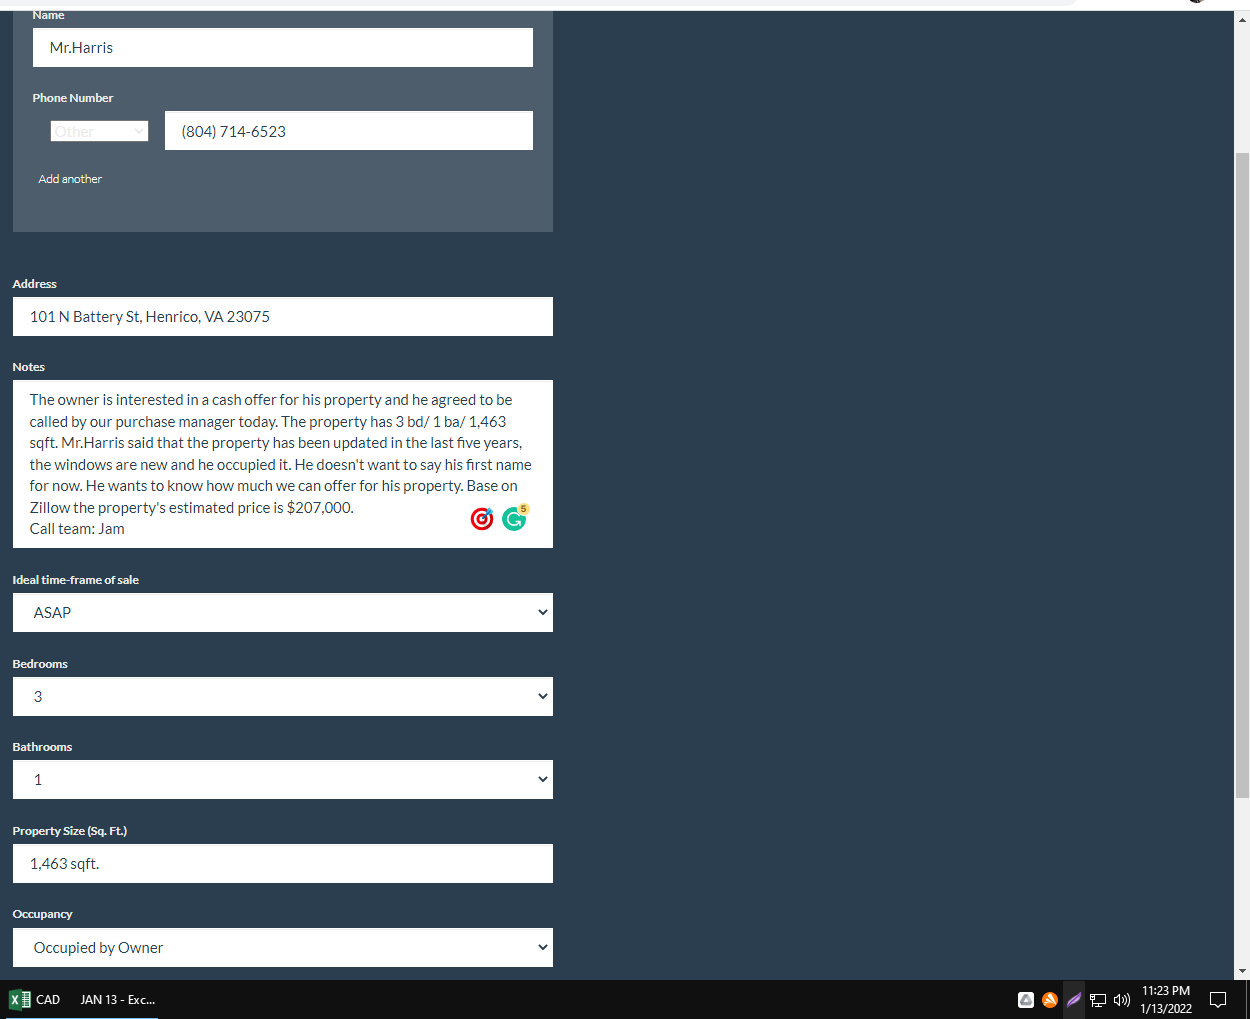 Name
Mr.Harris
Phone Number
Other
(804) 714-6523
Add another
Address
101 N Battery St, Henrico, VA 23075
Notes
The owner is interested in a cash offer for his property and he agreed to be
called by our purchase manager today. The property has 3 bd/ 1 ba/ 1,463
sqft. Mr.Harris said that the property has been updated in the last five years,
the windows are new and he occupied it. He doesn't want to say his first name
for now. He wants to know how much we can offer for his property. Base on
Zillow the property's estimated price is $207,000.
5
Call team: Jam
Ideal time-frame of sale
ASAP
Bedrooms
3
Bathrooms
1
Property Size (Sq. Ft.)
1,463 sqft.
Occupancy
Occupied by Owner
CAD
JAN 13 - Exc...
11:23 PM
1/13/2022